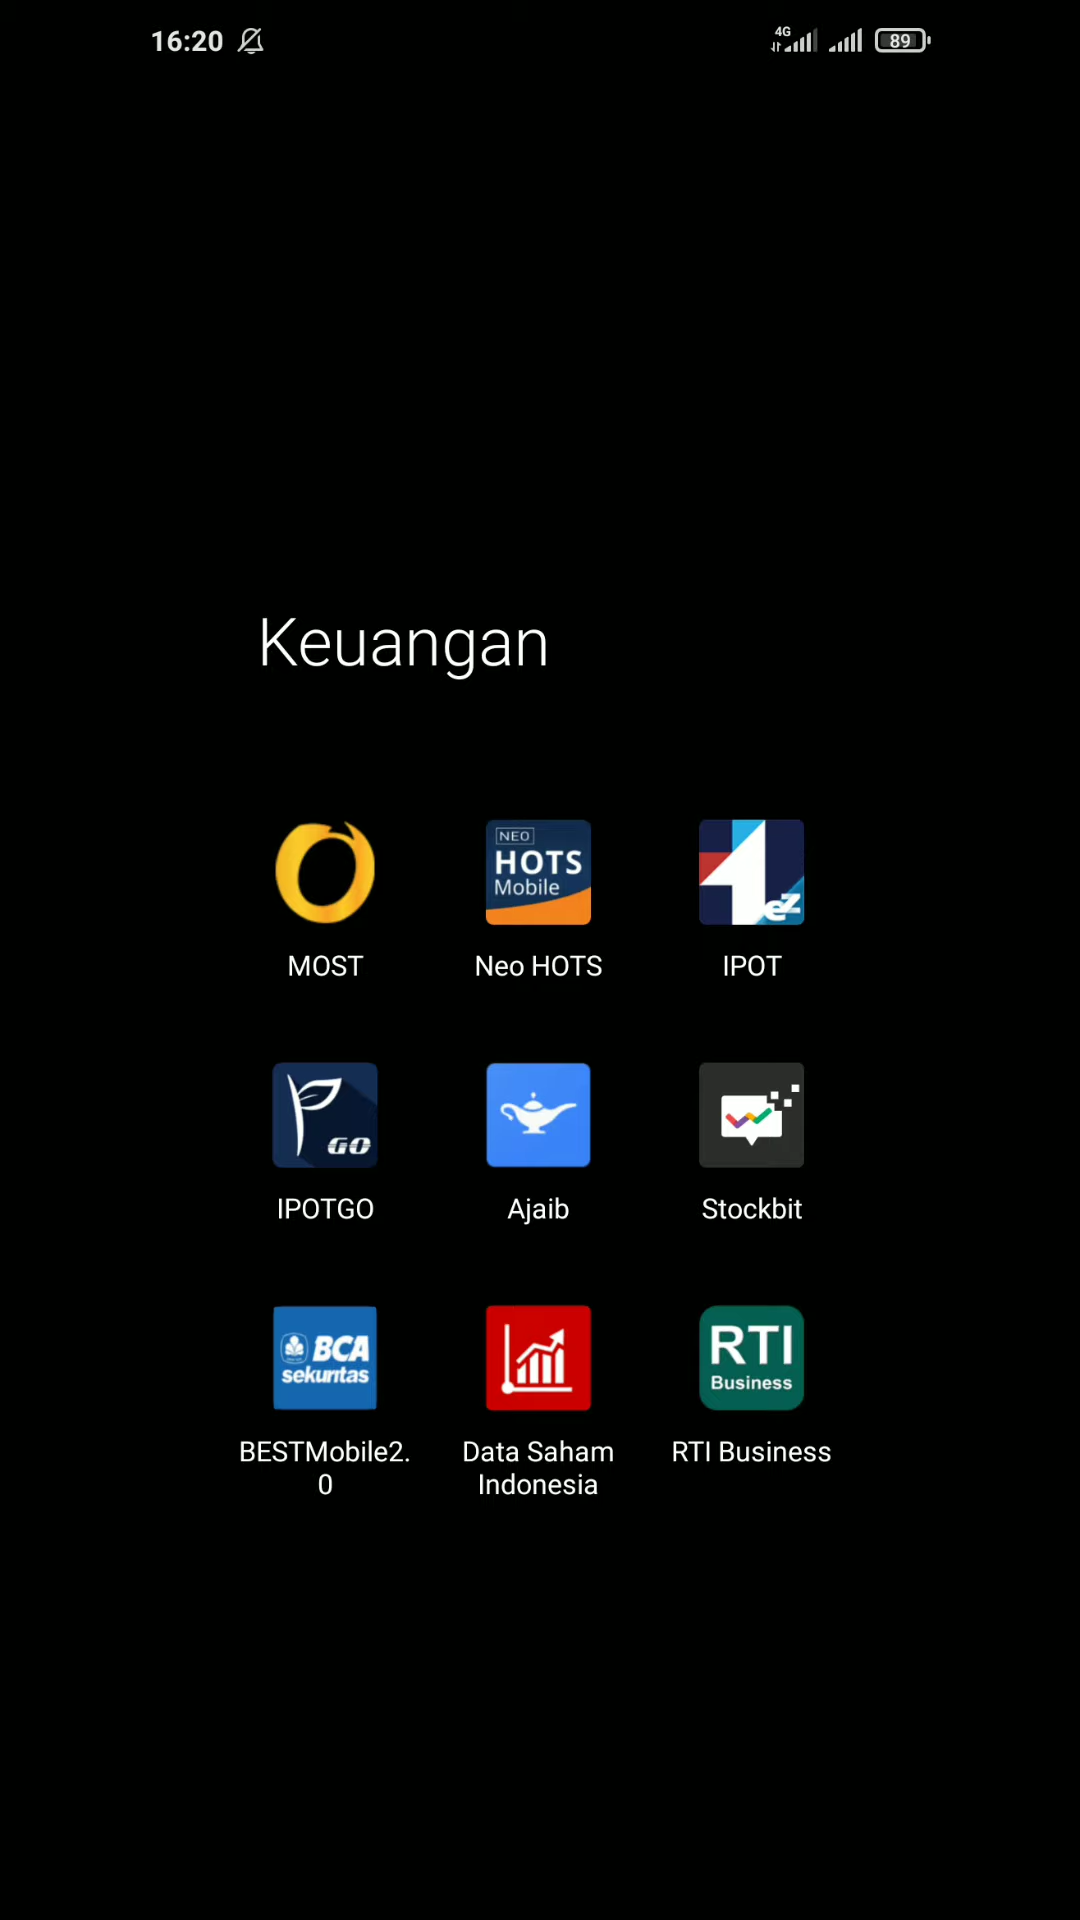 16:20
4G
89
Keuangan
NEO
HOTS
Mobile
eZ
MOST
Neo HOTS
IPOT
GO
IPOTGO
Ajaib
Stockbit
BCA
sekuritas
RTI
Business
BESTMobile2.
0
Data Saham
Indonesia
RTI Business